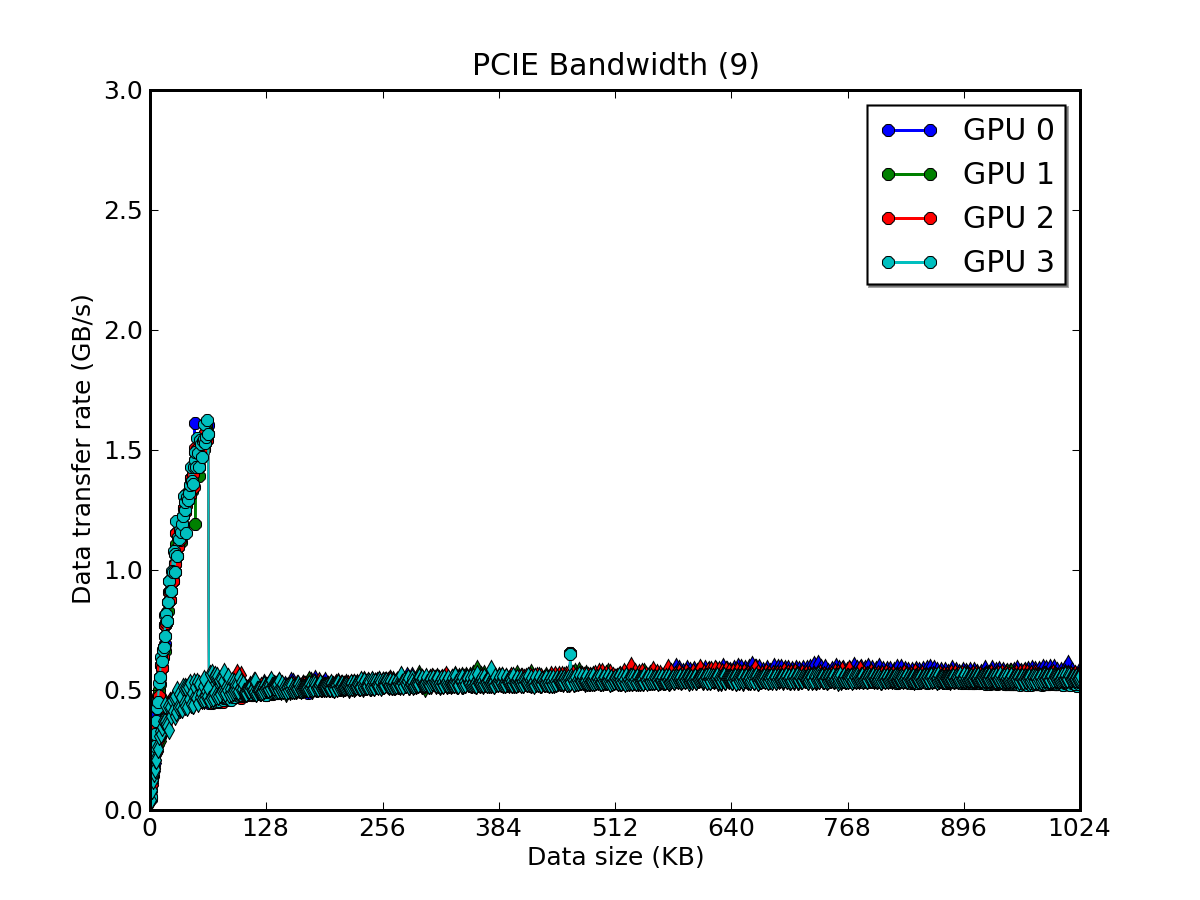 PCIE Bandwidth (9)
3.0
2.5
2.0
1.5
1.0
0.5
0.0
Data transfer rate (GB/s)
GPU 0
GPU 1
GPU 2
GPU 3
0 128 256 384 512 640 768 896 1024
Data size (KB)